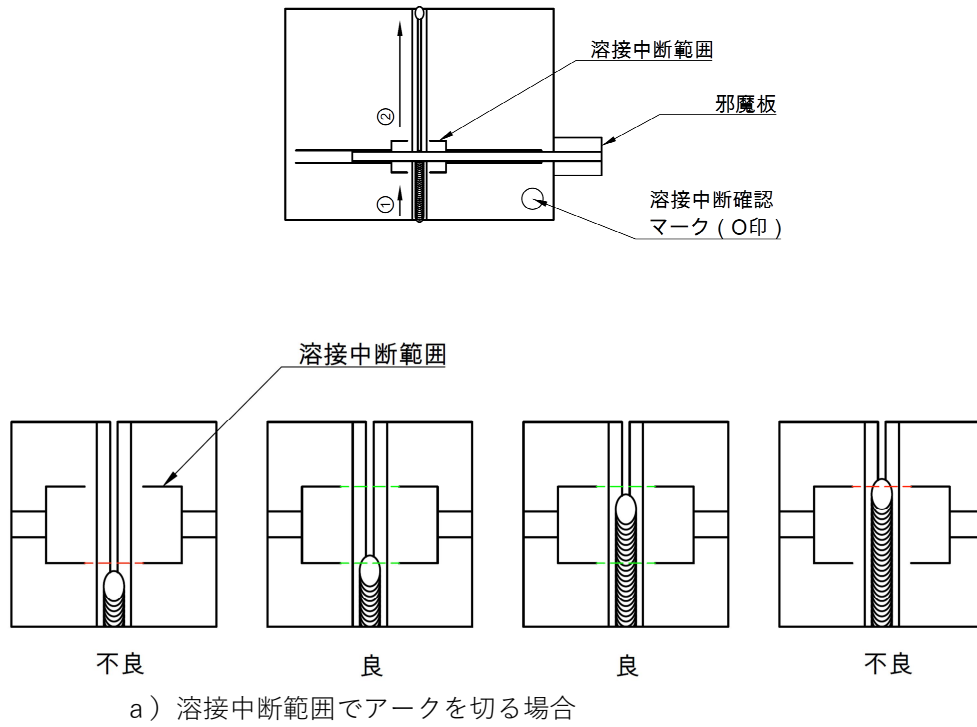 溶接中断範囲
邪魔板
②
溶接中断確認
マーク（○印）
①
溶接中断範囲
不良
良
良
不良
a）溶接中断範囲でアークを切る場合